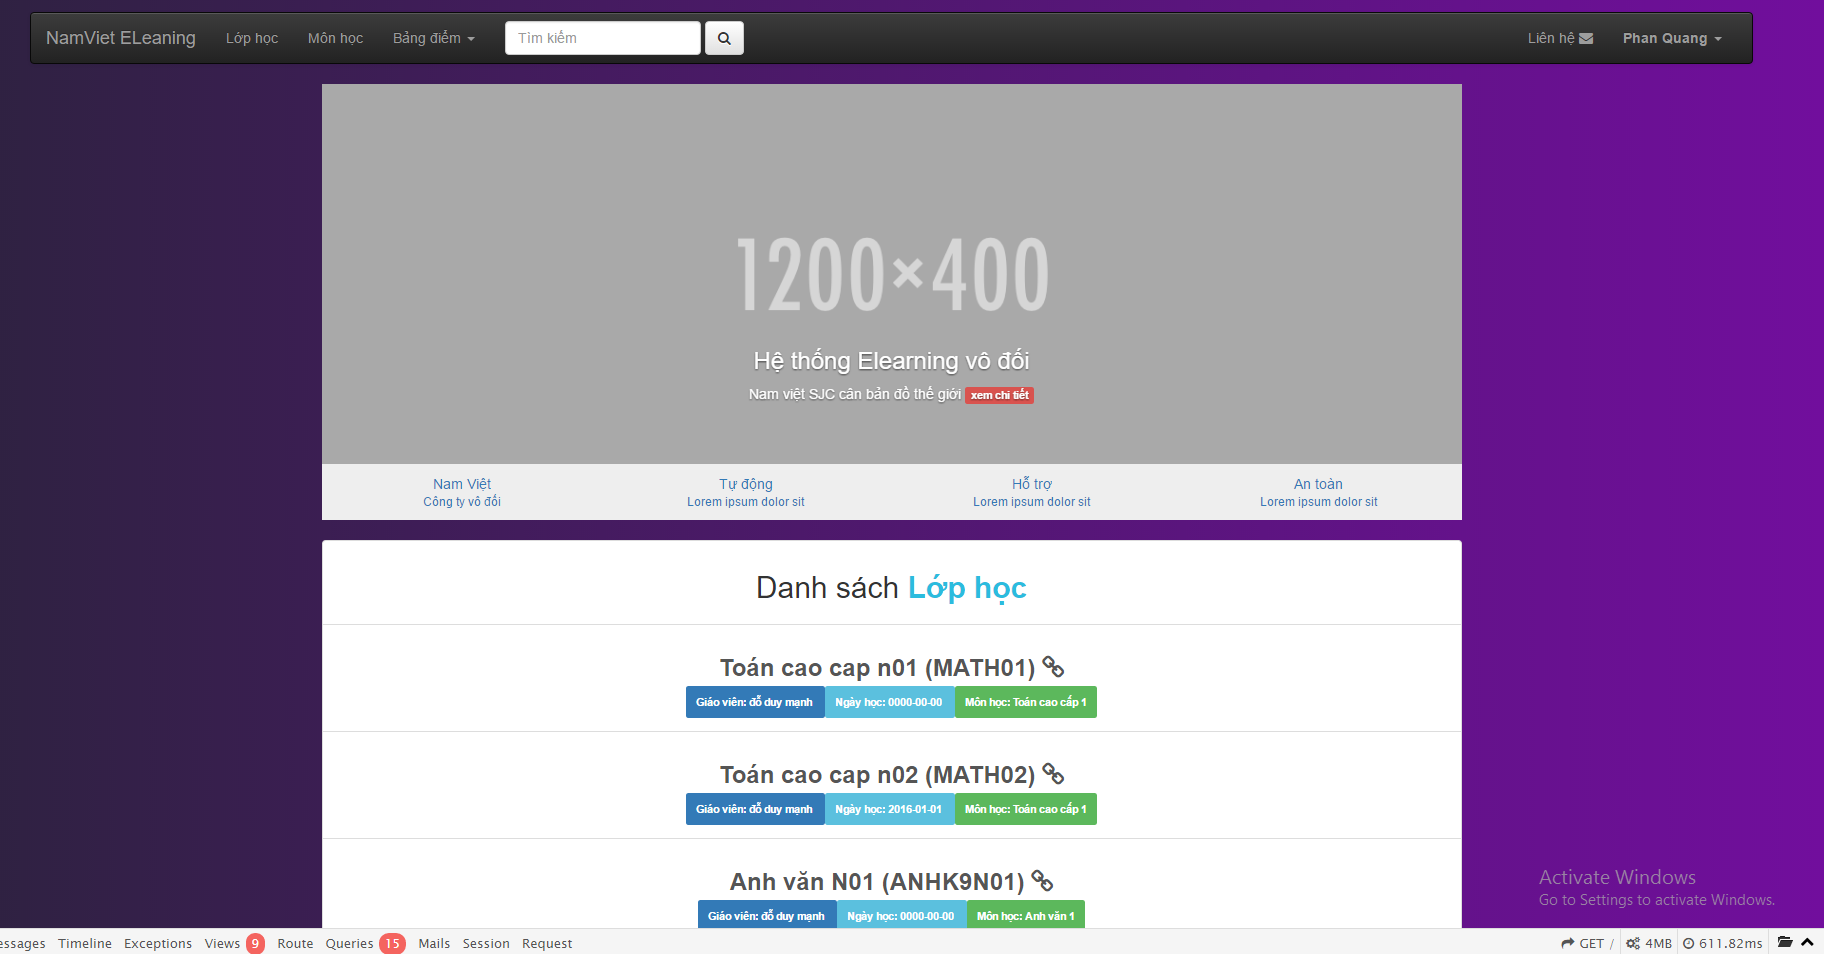 NamViet ELeaning Lớp học Môn học Bảng điểm Tìm kiếm Liên hệ Phan Quang
1200×400
Hệ thống Elearning vô đối
Nam việt SJC cân bản đồ thế giới xem chi tiết
Nam Việt Tự động Hỗ trợ An toàn
Công ty vô đối Lorem ipsum dolor sit Lorem ipsum dolor sit Lorem ipsum dolor sit
Danh sách Lớp học
Toán cao cap n01 (MATH01)
Giáo viên: đỗ duy mạnh Ngày học: 0000-00-00 Môn học: Toán cao cấp 1
Toán cao cap n02 (MATH02)
Giáo viên: đỗ duy mạnh Ngày học: 2016-01-01 Môn học: Toán cao cấp 1
Anh văn N01 (ANHK9N01)
Giáo viên: đỗ duy mạnh Ngày học: 0000-00-00 Môn học: Anh văn 1
Activate Windows
Go to Settings to activate Windows.
essages Timeline Exceptions Views 9 Route Queries 15 Mails Session Request GET / 4MB 611.82ms